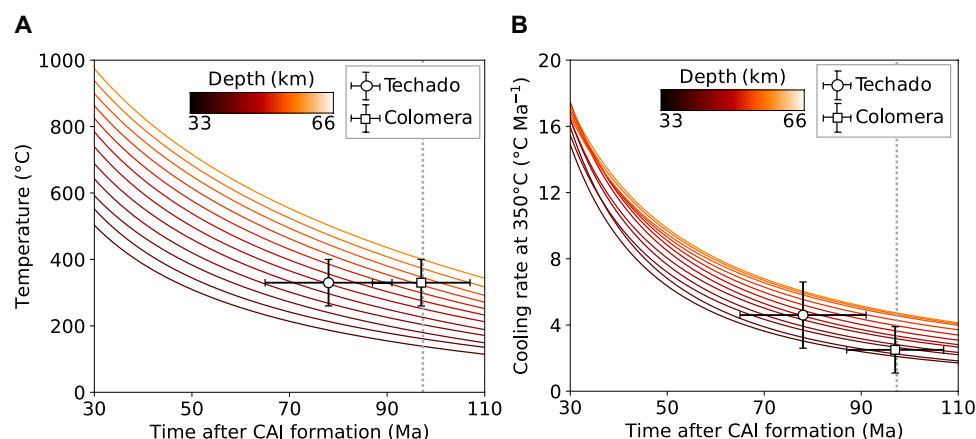 A
Temperature (°C)
1000
800
600
400
200
0
30
50
70
90
110
Time after CAI formation (Ma)
Depth (km)
33
66
Techado
Colomera
B
Cooling rate at 350°C (°C Ma⁻¹)
20
16
12
8
4
0
30
50
70
90
110
Time after CAI formation (Ma)
Depth (km)
33
66
Techado
Colomera